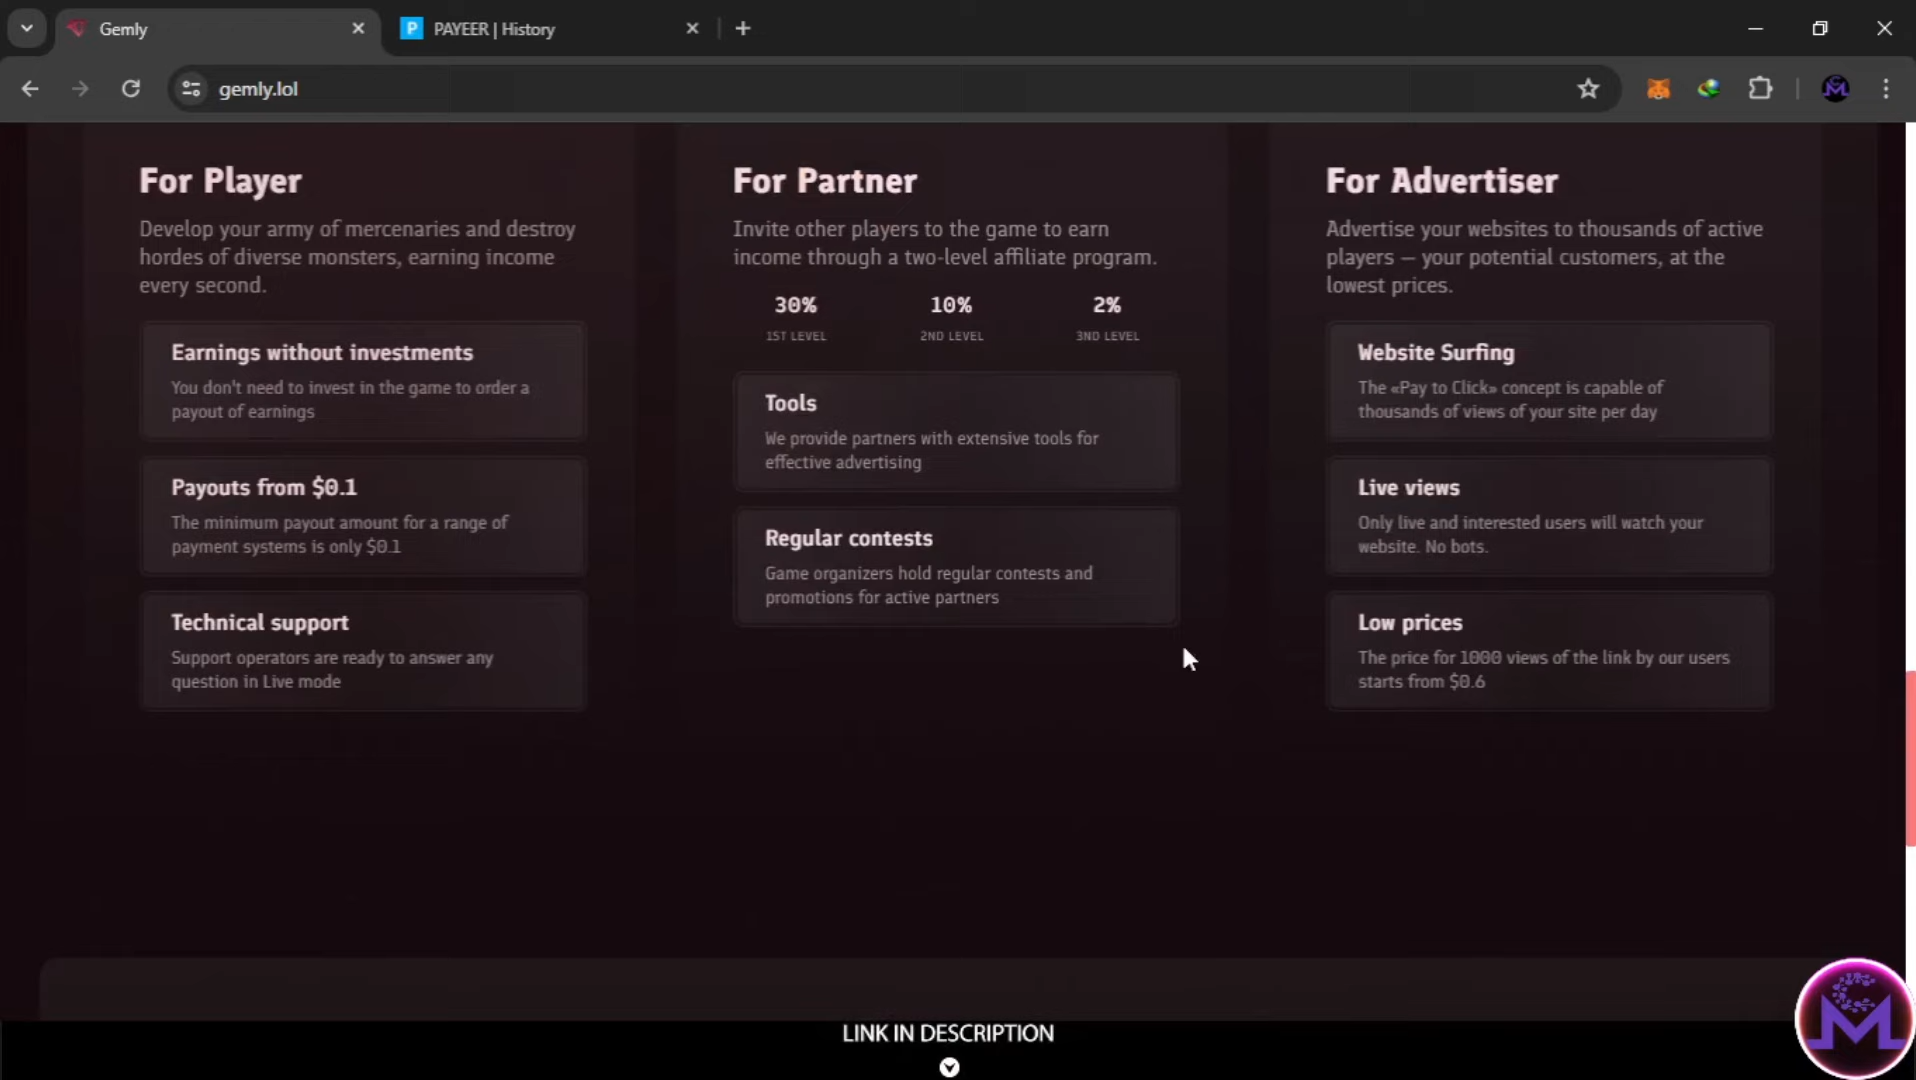 Gemly
PAYEER | History
gemly.lol
For Player
Develop your army of mercenaries and destroy
hordes of diverse monsters, earning income
every second.
Earnings without investments
You don't need to invest in the game to order a
payout of earnings
Payouts from $0.1
The minimum payout amount for a range of
payment systems is only $0.1
Technical support
Support operators are ready to answer any
question in Live mode
For Partner
Invite other players to the game to earn
income through a two-level affiliate program.
30% 10% 2%
1ST LEVEL 2ND LEVEL 3ND LEVEL
Tools
We provide partners with extensive tools for
effective advertising
Regular contests
Game organizers hold regular contests and
promotions for active partners
For Advertiser
Advertise your websites to thousands of active
players — your potential customers, at the
lowest prices.
Website Surfing
The «Pay to Click» concept is capable of
thousands of views of your site per day
Live views
Only live and interested users will watch your
website. No bots.
Low prices
The price for 1000 views of the link by our users
starts from $0.6
LINK IN DESCRIPTION